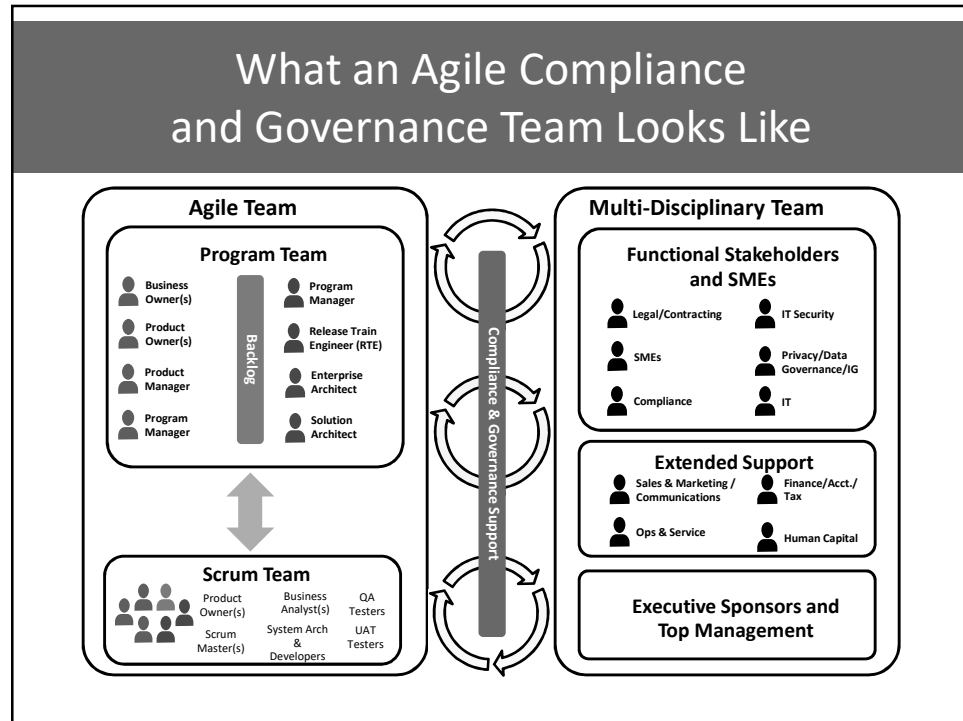 What an Agile Compliance
and Governance Team Looks Like
Agile Team
Program Team
Business
Owner(s)
Product
Owner(s)
Product
Manager
Program
Manager
Backlog
Program
Manager
Release Train
Engineer (RTE)
Enterprise
Architect
Solution
Architect
Scrum Team
Product
Owner(s)
Scrum
Master(s)
Business
Analyst(s)
System Arch
&
Developers
QA
Testers
UAT
Testers
Compliance & Governance Support
Multi-Disciplinary Team
Functional Stakeholders
and SMEs
Legal/Contracting
SMEs
Compliance
IT Security
Privacy/Data
Governance/IG
IT
Extended Support
Sales & Marketing /
Communications
Ops & Service
Finance/Acct./
Tax
Human Capital
Executive Sponsors and
Top Management